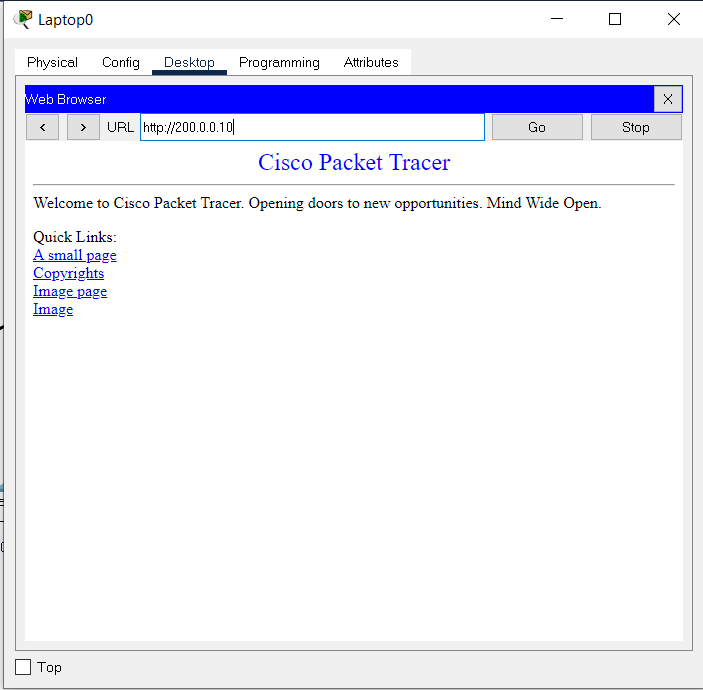 Laptop0
Physical Config Desktop Programming Attributes
Web Browser X
< > URL http://200.0.0.10 Go Stop
Cisco Packet Tracer
Welcome to Cisco Packet Tracer. Opening doors to new opportunities. Mind Wide Open.
Quick Links:
A small page
Copyrights
Image page
Image
Top